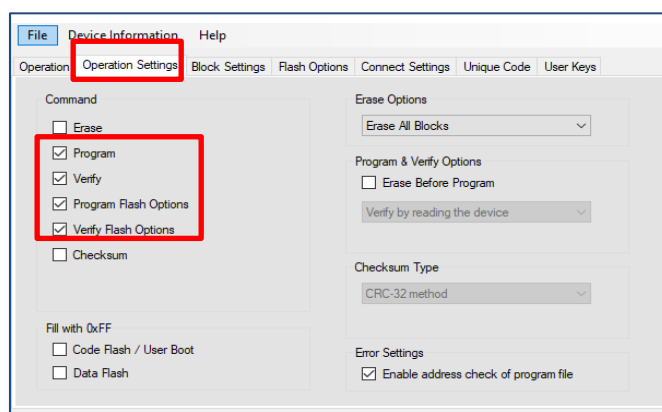 File Device Information Help
Operation Operation Settings Block Settings Flash Options Connect Settings Unique Code User Keys
Command
Erase
Program
Verify
Program Flash Options
Verify Flash Options
Checksum
Fill with 0xFF
Code Flash / User Boot
Data Flash
Erase Options
Erase All Blocks
Program & Verify Options
Erase Before Program
Verify by reading the device
Checksum Type
CRC-32 method
Error Settings
Enable address check of program file